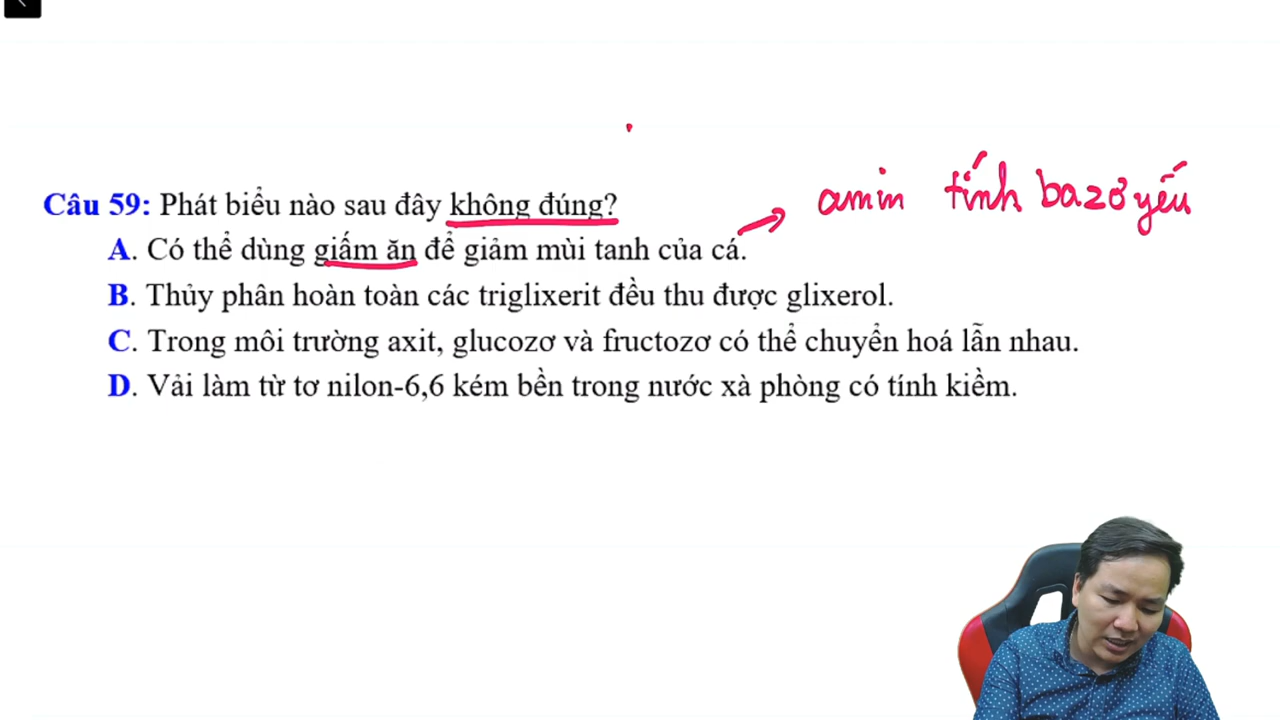 amin tính bazơ yếu
Câu 59: Phát biểu nào sau đây không đúng?
A. Có thể dùng giấm ăn để giảm mùi tanh của cá.
B. Thủy phân hoàn toàn các triglixerit đều thu được glixerol.
C. Trong môi trường axit, glucozơ và fructozơ có thể chuyển hoá lẫn nhau.
D. Vải làm từ tơ nilon-6,6 kém bền trong nước xà phòng có tính kiềm.